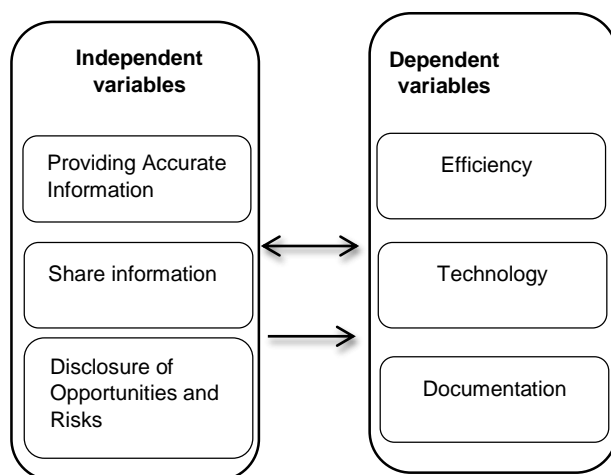 Independent
variables
Providing Accurate
Information
Share information
Disclosure of
Opportunities and
Risks
Dependent
variables
Efficiency
Technology
Documentation